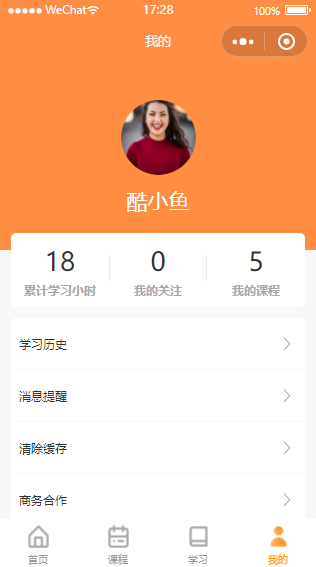 WeChat 17:28 100%
我的
酷小鱼
18 0 5
累计学习小时 我的关注 我的课程
学习历史
消息提醒
清除缓存
商务合作
首页 课程 学习 我的